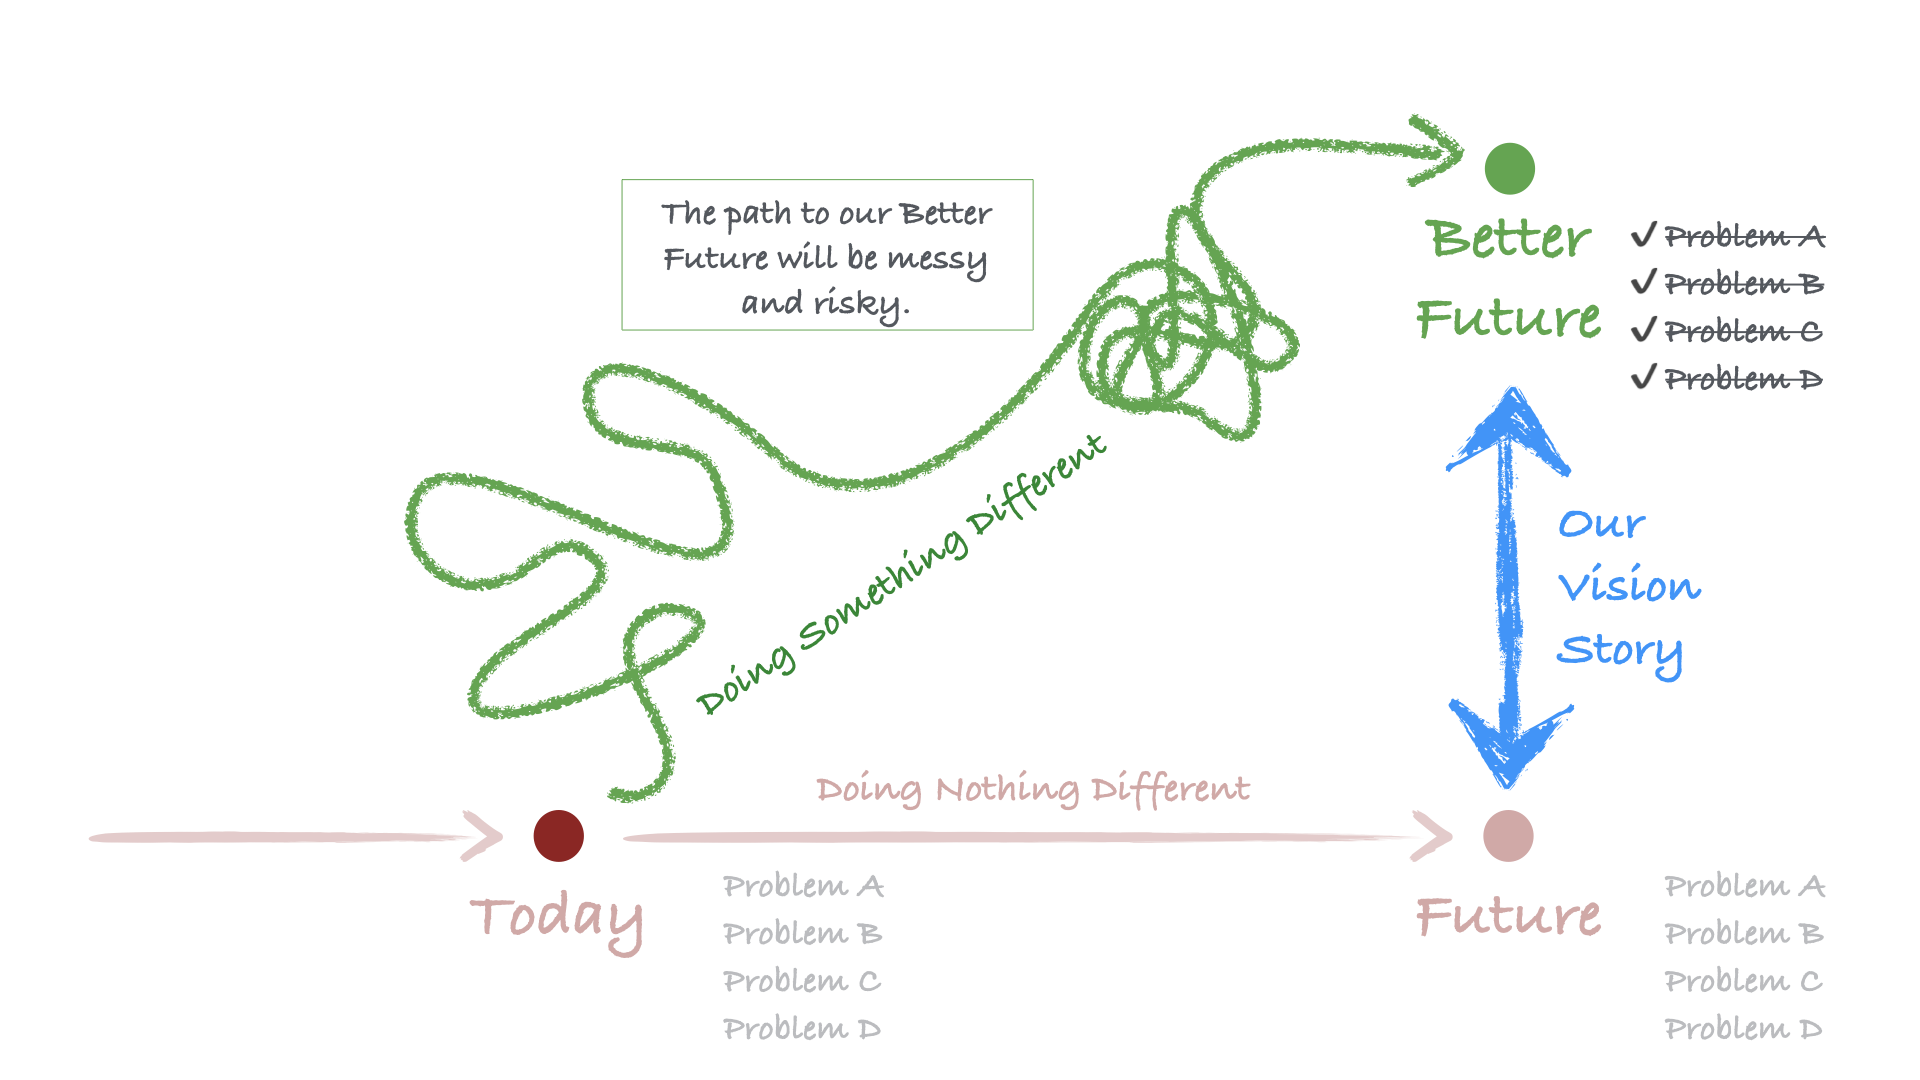 The path to our Better
Future will be messy
and risky.
Better
Future
✓ Problem A
✓ Problem B
✓ Problem C
✓ Problem D
Doing Something Different
Our
Vision
Story
Doing Nothing Different
Today
Problem A
Problem B
Problem C
Problem D
Future
Problem A
Problem B
Problem C
Problem D